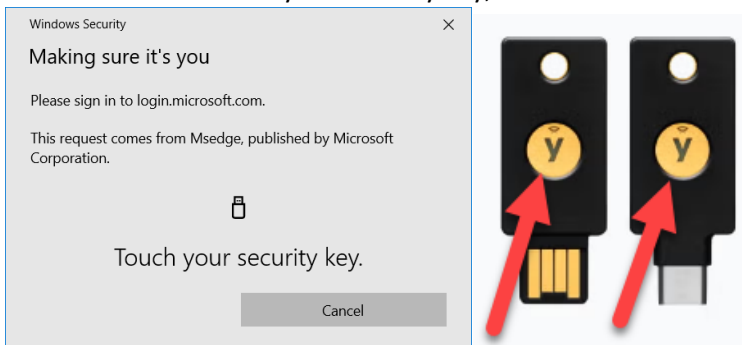 Windows Security
Making sure it's you
Please sign in to login.microsoft.com.
This request comes from Msedge, published by Microsoft
Corporation.
Touch your security key.
Cancel
y
y